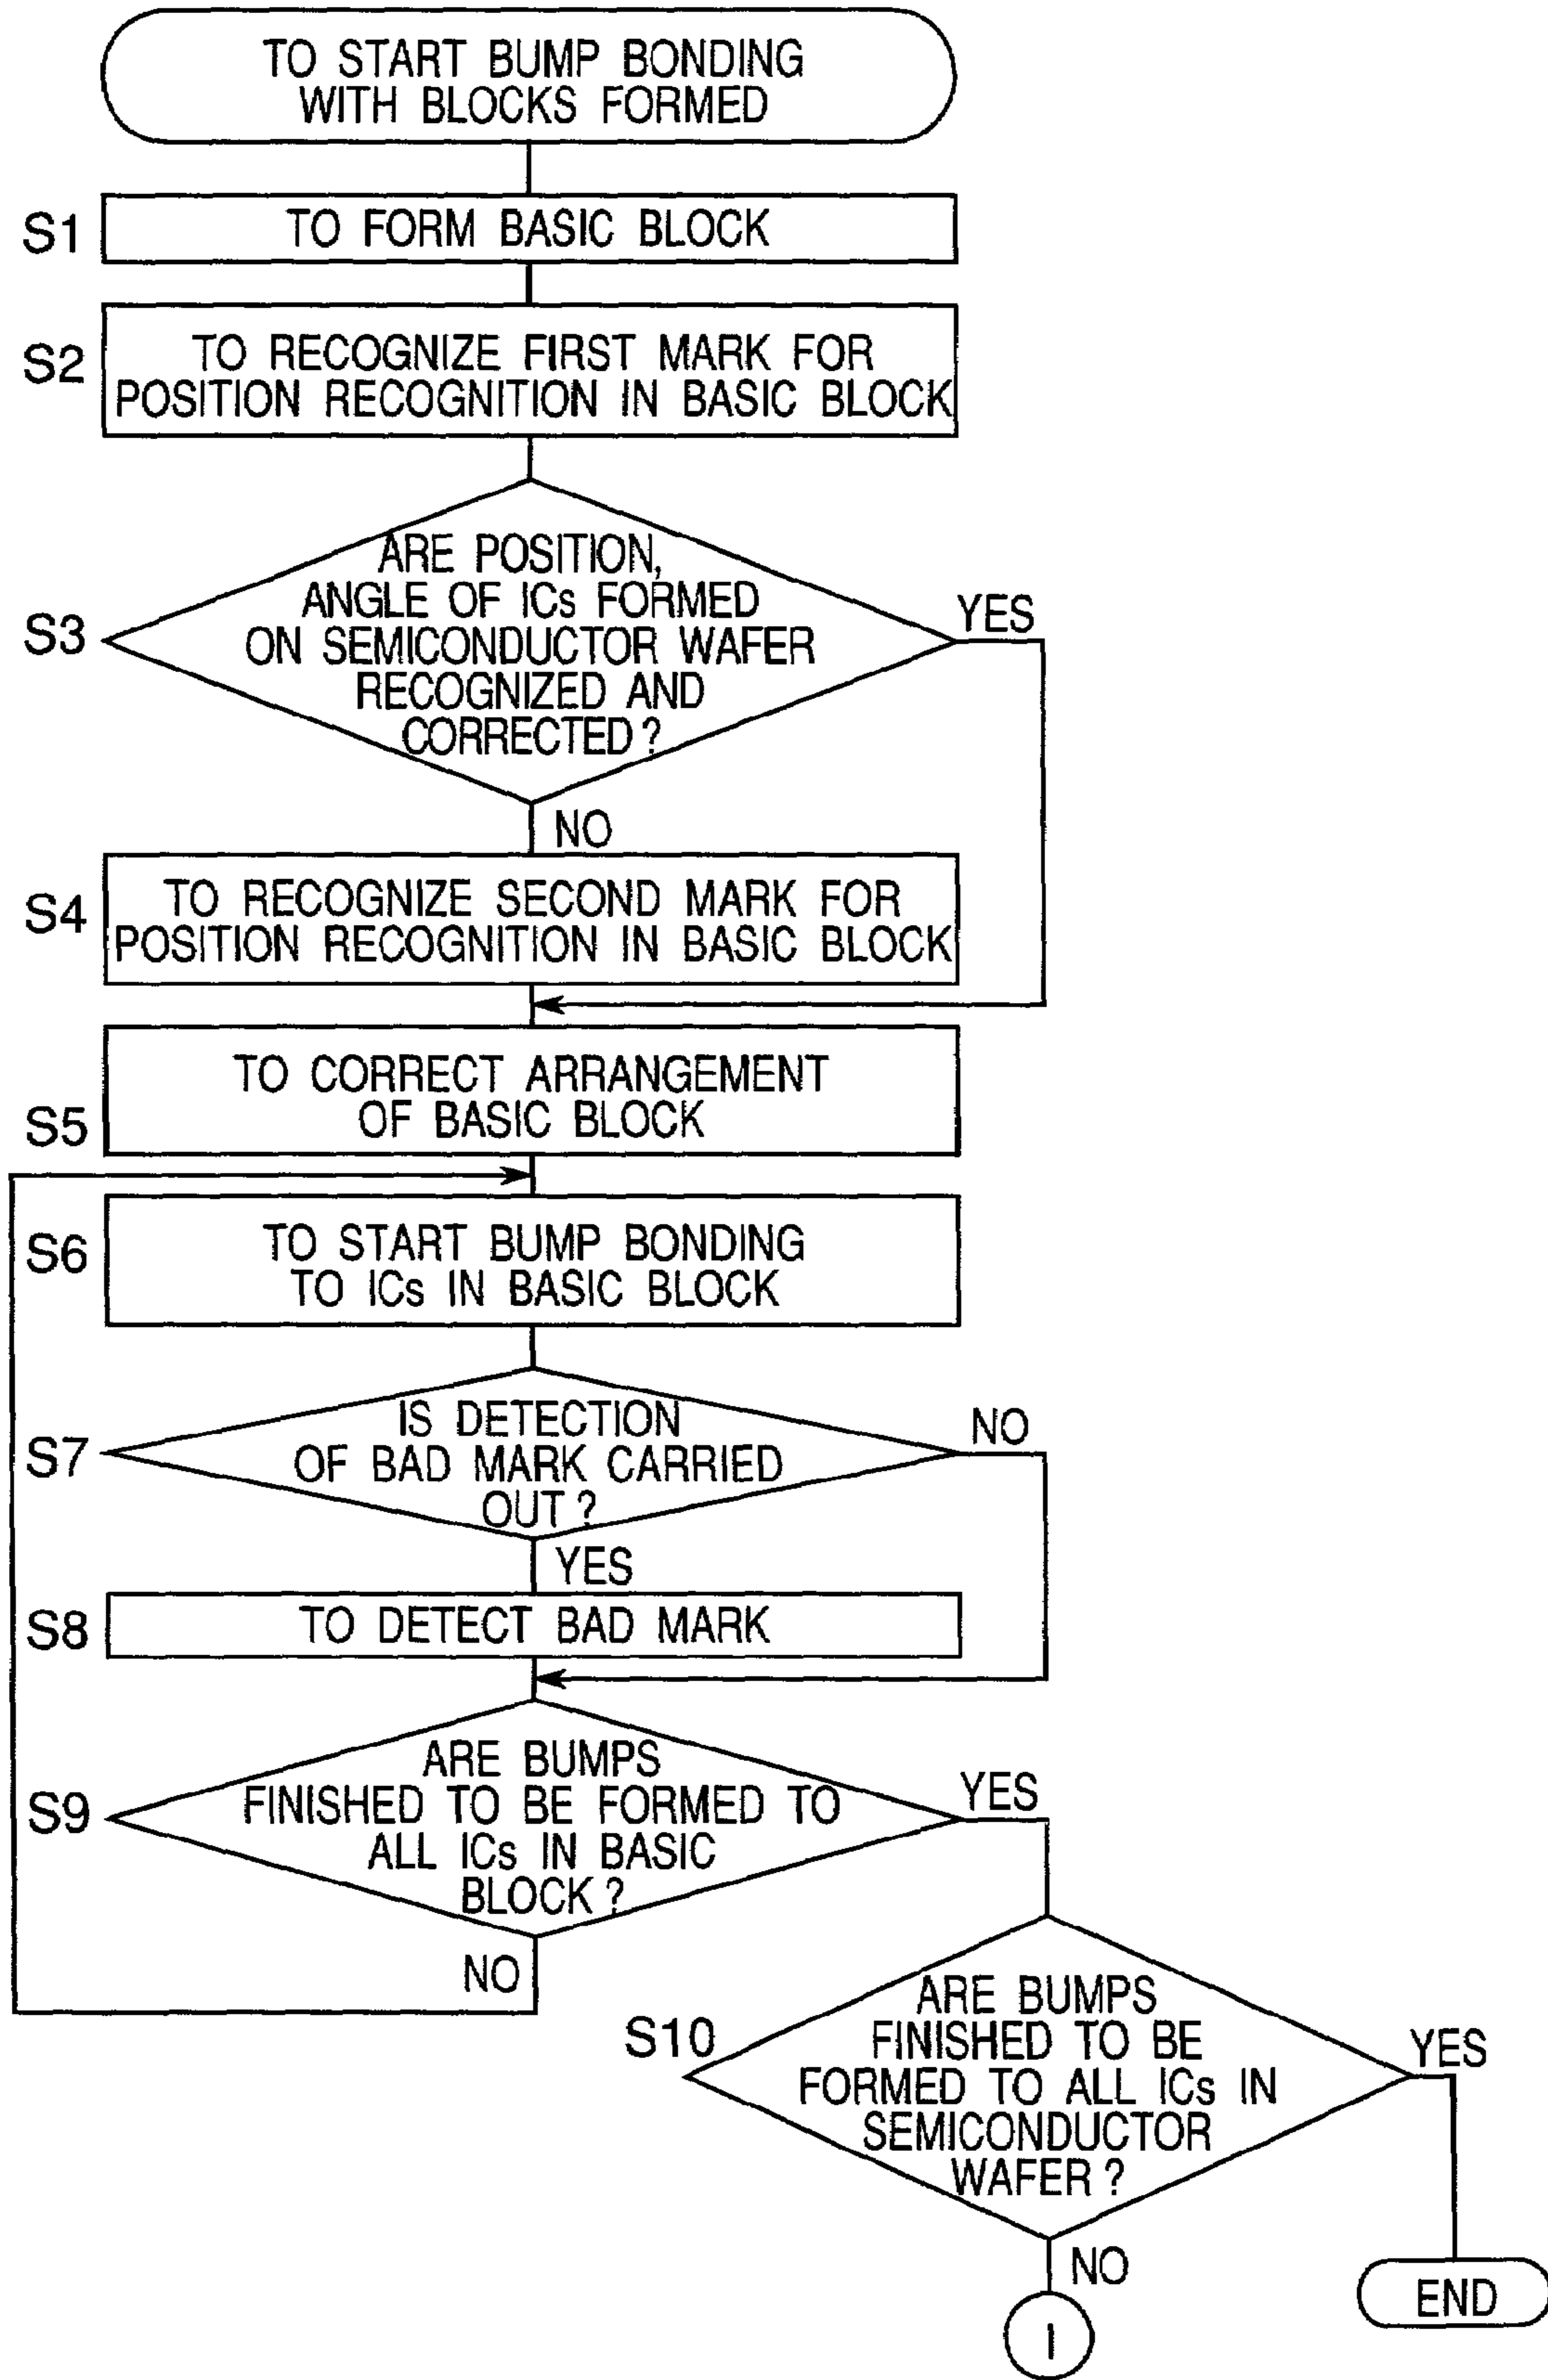 TO START BUMP BONDING
WITH BLOCKS FORMED
S1
TO FORM BASIC BLOCK
S2
TO RECOGNIZE FIRST MARK FOR
POSITION RECOGNITION IN BASIC BLOCK
S3
ARE POSITION,
ANGLE OF ICs FORMED
ON SEMICONDUCTOR WAFER
RECOGNIZED AND
CORRECTED?
YES
NO
S4
TO RECOGNIZE SECOND MARK FOR
POSITION RECOGNITION IN BASIC BLOCK
S5
TO CORRECT ARRANGEMENT
OF BASIC BLOCK
S6
TO START BUMP BONDING
TO ICs IN BASIC BLOCK
S7
IS DETECTION
OF BAD MARK CARRIED
OUT?
NO
YES
S8
TO DETECT BAD MARK
S9
ARE BUMPS
FINISHED TO BE FORMED TO
ALL ICs IN BASIC
BLOCK?
YES
NO
S10
ARE BUMPS
FINISHED TO BE
FORMED TO ALL ICs IN
SEMICONDUCTOR
WAFER?
YES
NO
I
END